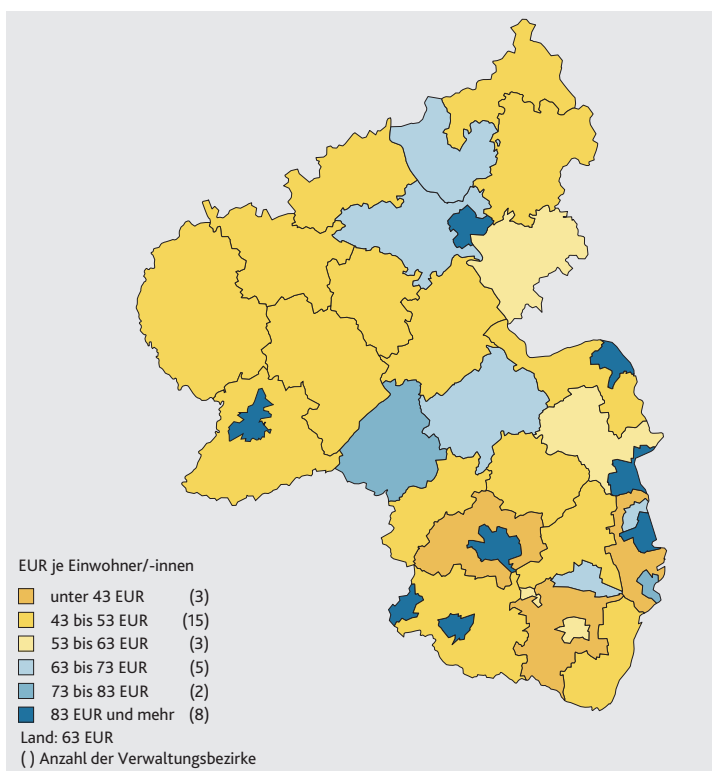 EUR je Einwohner/-innen
unter 43 EUR (3)
43 bis 53 EUR (15)
53 bis 63 EUR (3)
63 bis 73 EUR (5)
73 bis 83 EUR (2)
83 EUR und mehr (8)
Land: 63 EUR
( ) Anzahl der Verwaltungsbezirke